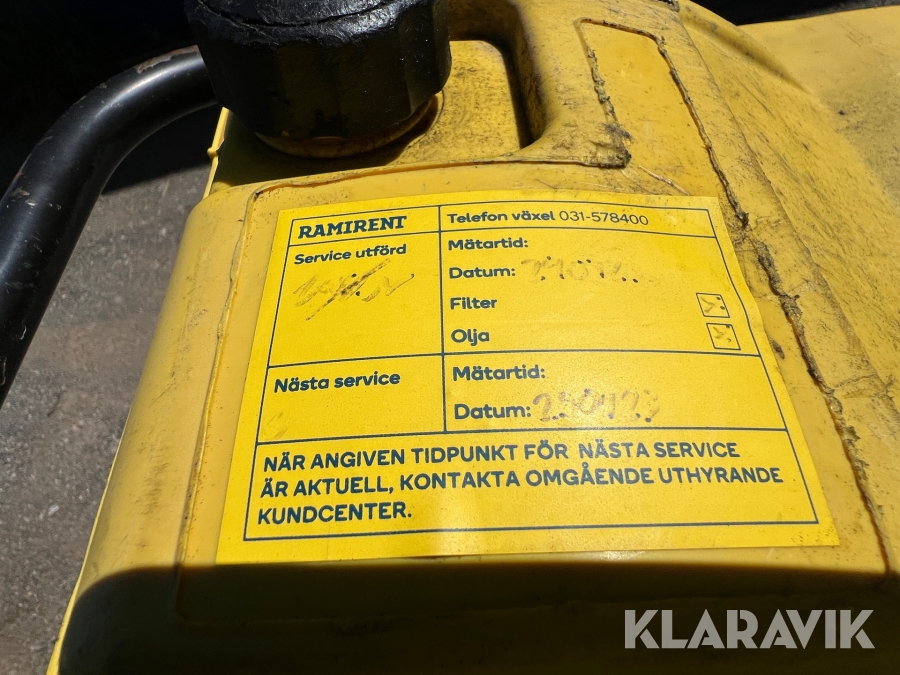 RAMIRENT
Telefon växel 031-578400
Service utförd
Mätartid:
Datum:
Filter
Olja
Nästa service
Mätartid:
Datum:
NÄR ANGIVEN TIDPUNKT FÖR NÄSTA SERVICE
ÄR AKTUELL, KONTAKTA OMGÅENDE UTHYRANDE
KUNDCENTER.
KLARAVIK